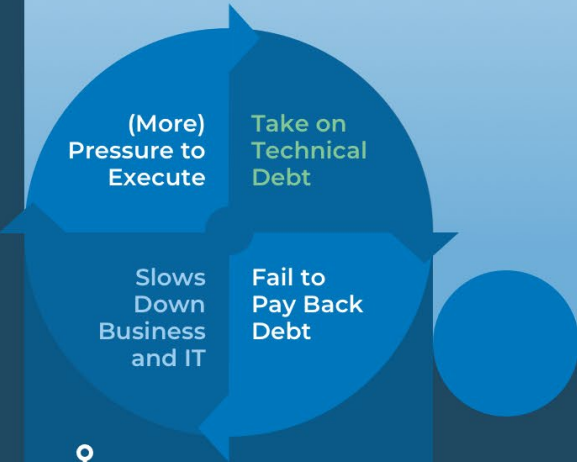 (More)
Pressure to
Execute
Take on
Technical
Debt
Slows
Down
Business
and IT
Fail to
Pay Back
Debt